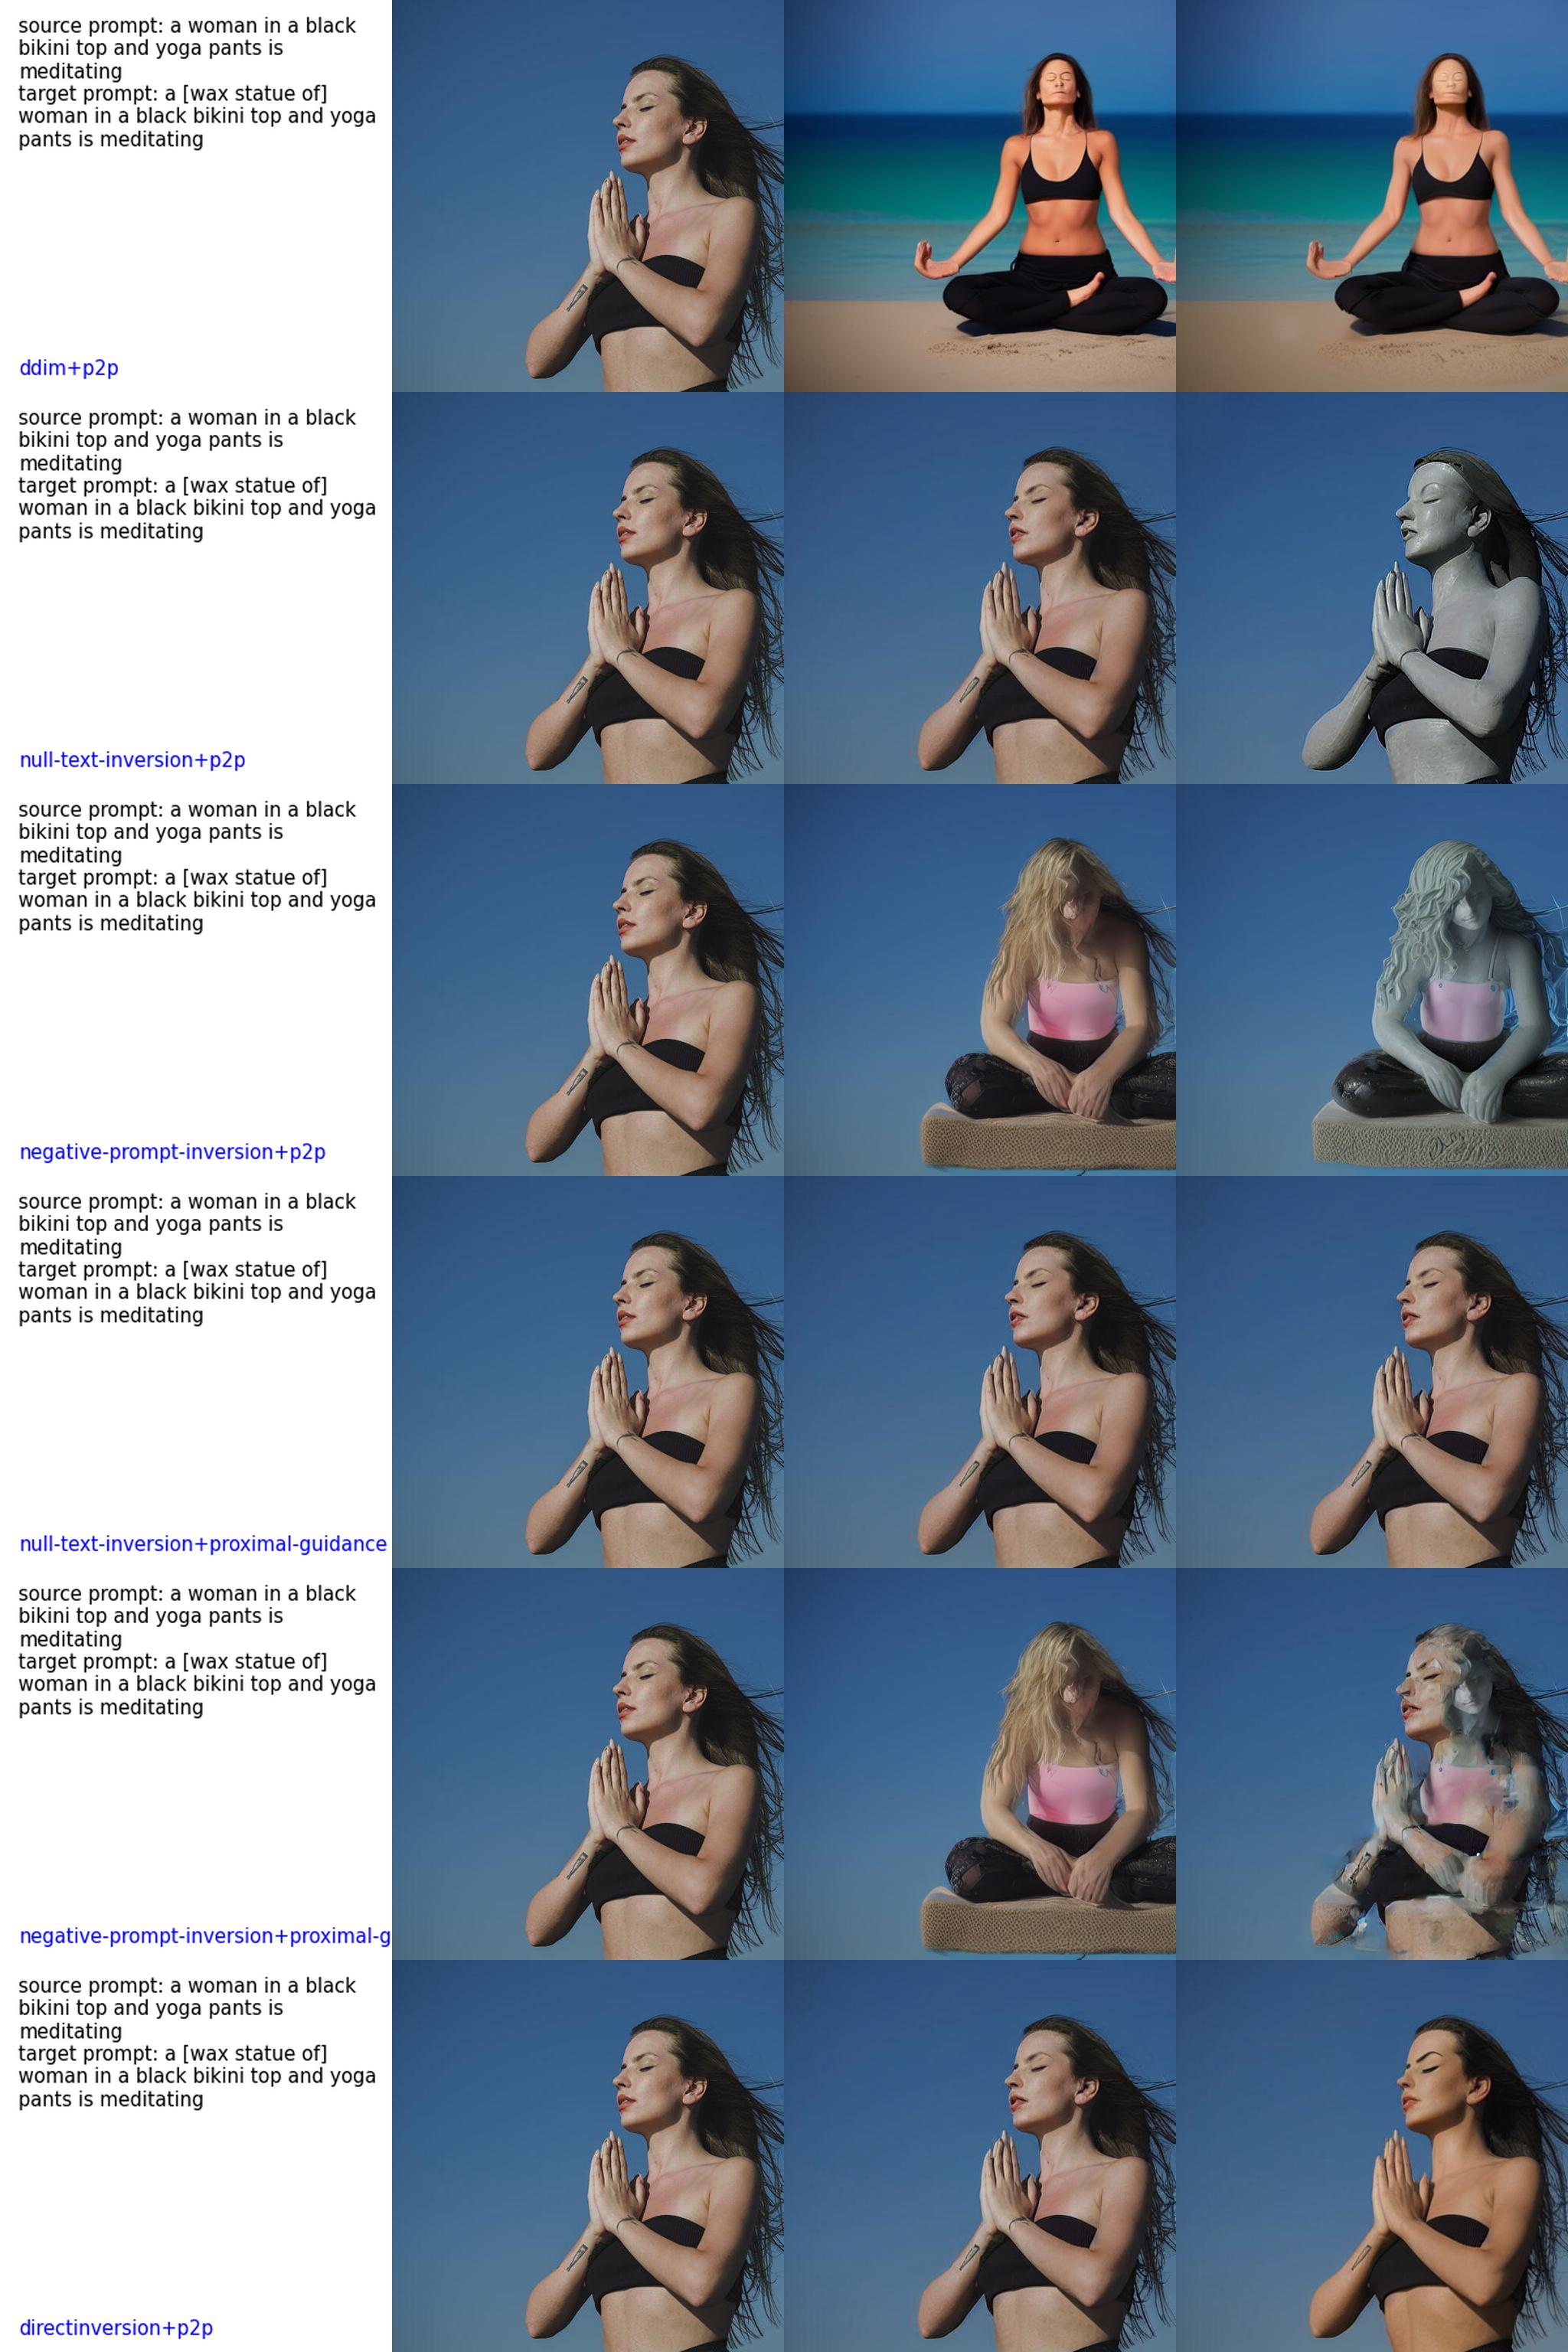 source prompt: a woman in a black
bikini top and yoga pants is
meditating
target prompt: a [wax statue of]
woman in a black bikini top and yoga
pants is meditating
ddim+p2p
source prompt: a woman in a black
bikini top and yoga pants is
meditating
target prompt: a [wax statue of]
woman in a black bikini top and yoga
pants is meditating
null-text-inversion+p2p
source prompt: a woman in a black
bikini top and yoga pants is
meditating
target prompt: a [wax statue of]
woman in a black bikini top and yoga
pants is meditating
negative-prompt-inversion+p2p
source prompt: a woman in a black
bikini top and yoga pants is
meditating
target prompt: a [wax statue of]
woman in a black bikini top and yoga
pants is meditating
null-text-inversion+proximal-guidance
source prompt: a woman in a black
bikini top and yoga pants is
meditating
target prompt: a [wax statue of]
woman in a black bikini top and yoga
pants is meditating
negative-prompt-inversion+proximal-g
source prompt: a woman in a black
bikini top and yoga pants is
meditating
target prompt: a [wax statue of]
woman in a black bikini top and yoga
pants is meditating
directinversion+p2p